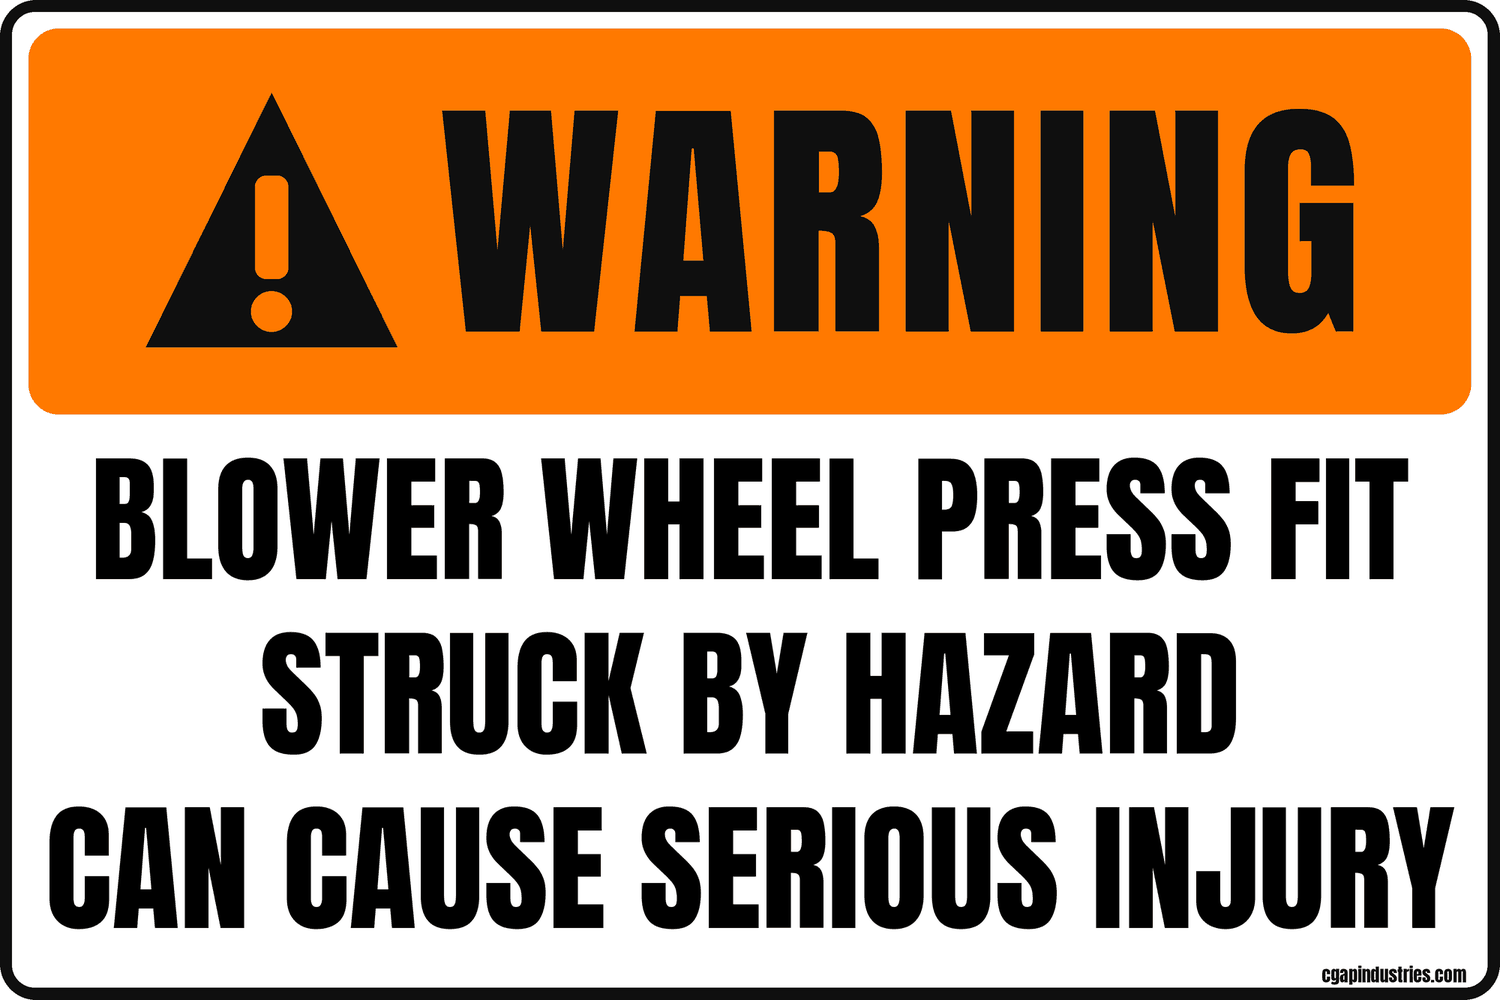 WARNING
BLOWER WHEEL PRESS FIT
STRUCK BY HAZARD
CAN CAUSE SERIOUS INJURY
cgapindustries.com